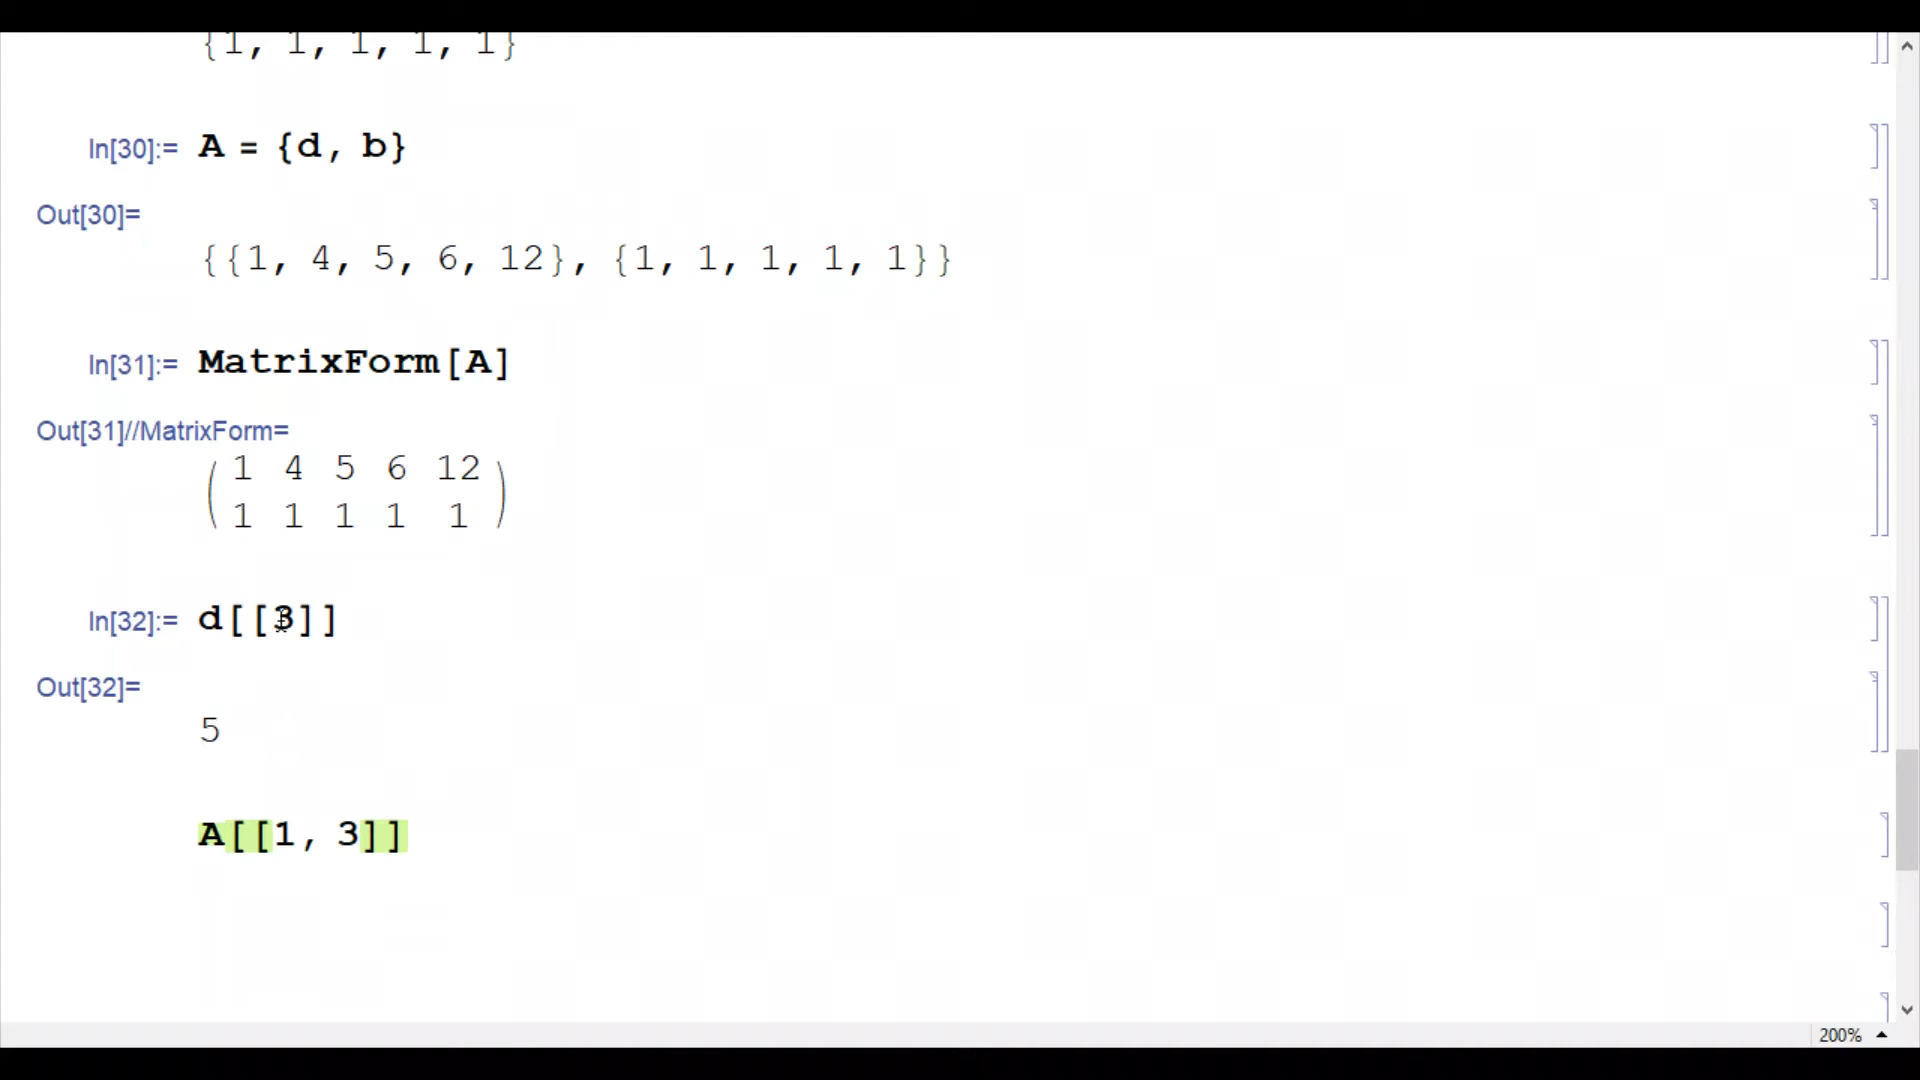 {1, 1, 1, 1, 1}
In[30]:= A = {d, b}
Out[30]=
{{1, 4, 5, 6, 12}, {1, 1, 1, 1, 1}}
In[31]:= MatrixForm[A]
Out[31]//MatrixForm=
1 4 5 6 12
1 1 1 1 1
In[32]:= d[[3]]
Out[32]=
5
A[[1, 3]]
200%